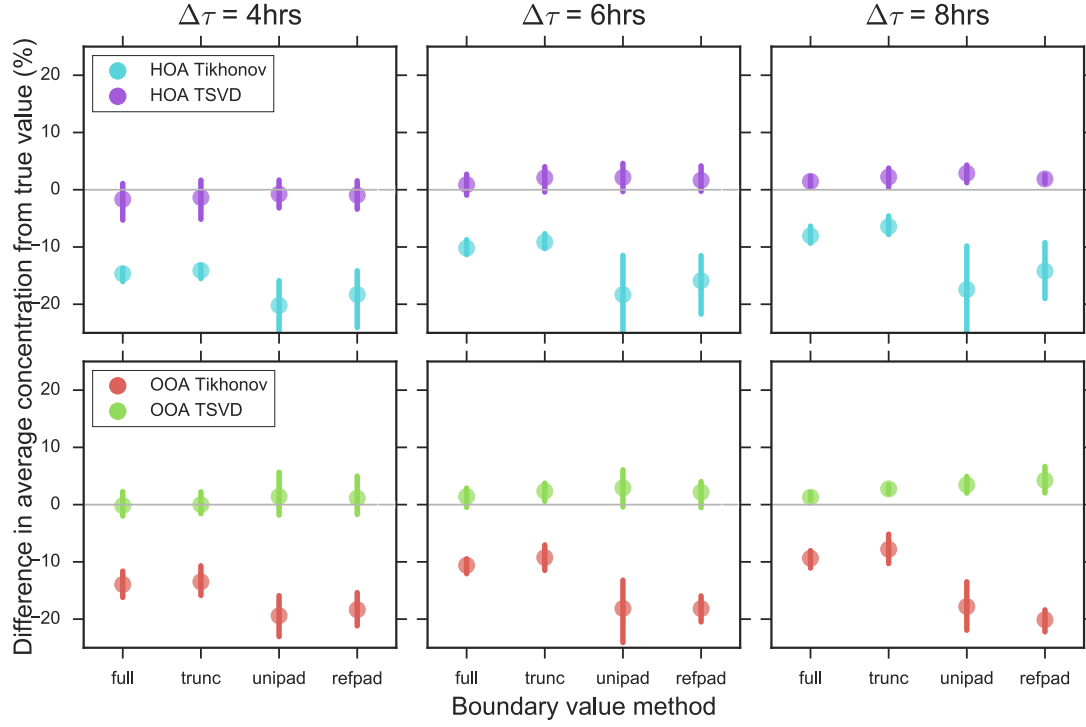 Δτ = 4hrs
Δτ = 6hrs
Δτ = 8hrs
Difference in average concentration from true value (%)
20
10
0
−10
−20
HOA Tikhonov
HOA TSVD
20
10
0
−10
−20
OOA Tikhonov
OOA TSVD
full trunc unipad refpad
full trunc unipad refpad
full trunc unipad refpad
Boundary value method